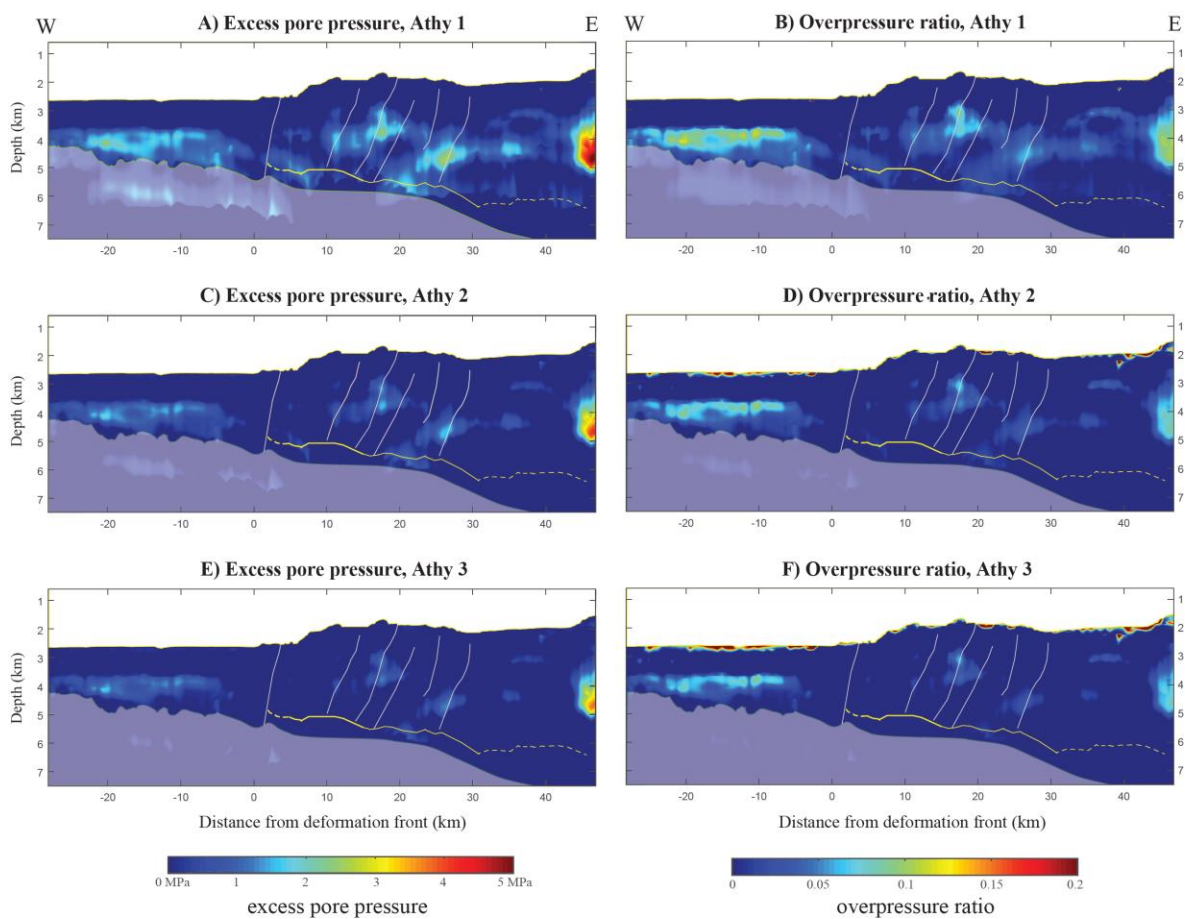 W A) Excess pore pressure, Athy 1
B) Overpressure ratio, Athy 1 E
Depth (km)
1
2
3
4
5
6
7
-20 -10 0 10 20 30 40
-20 -10 0 10 20 30 40
1
2
3
4
5
6
7
C) Excess pore pressure, Athy 2
D) Overpressure ratio, Athy 2
Depth (km)
1
2
3
4
5
6
7
-20 -10 0 10 20 30 40
-20 -10 0 10 20 30 40
1
2
3
4
5
6
7
E) Excess pore pressure, Athy 3
F) Overpressure ratio, Athy 3
Depth (km)
1
2
3
4
5
6
7
-20 -10 0 10 20 30 40
-20 -10 0 10 20 30 40
1
2
3
4
5
6
7
Distance from deformation front (km)
Distance from deformation front (km)
0 MPa 1 2 3 4 5 MPa
excess pore pressure
0 0.05 0.1 0.15 0.2
overpressure ratio